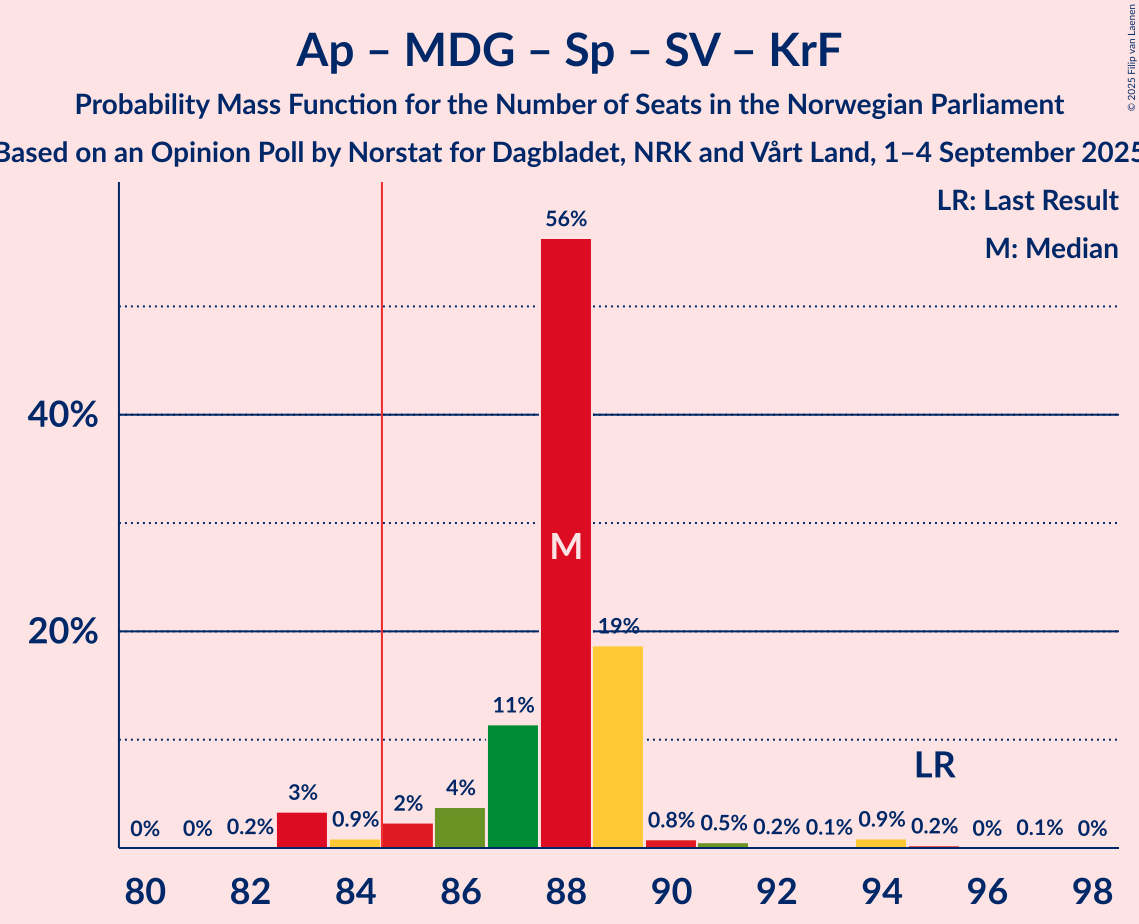 Ap – MDG – Sp – SV – KrF
Probability Mass Function for the Number of Seats in the Norwegian Parliament
Based on an Opinion Poll by Norstat for Dagbladet, NRK and Vårt Land, 1–4 September 2025
© 2025 Filip van Laenen
LR: Last Result
M: Median
56%
40%
M
20%
19%
11%
LR
3%
4%
2%
0% 0% 0.2% 0.9% 0.8% 0.5% 0.2% 0.1% 0.9% 0.2% 0% 0.1% 0%
80 82 84 86 88 90 92 94 96 98